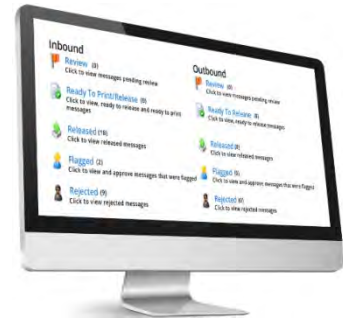 Inbound
Review (0)
Click to view messages pending review
Ready To Print/Release (0)
Click to view, ready to release and ready to print
messages
Released (16)
Click to view released messages
Flagged (2)
Click to view and approve messages that were flagged
Rejected (9)
Click to view rejected messages
Outbound
Review (0)
Click to view messages pending review
Ready To Release
Click to view, ready to release messages
Released
Click to view released messages
Flagged
Click to view and approve messages that were flagged
Rejected
Click to view rejected messages